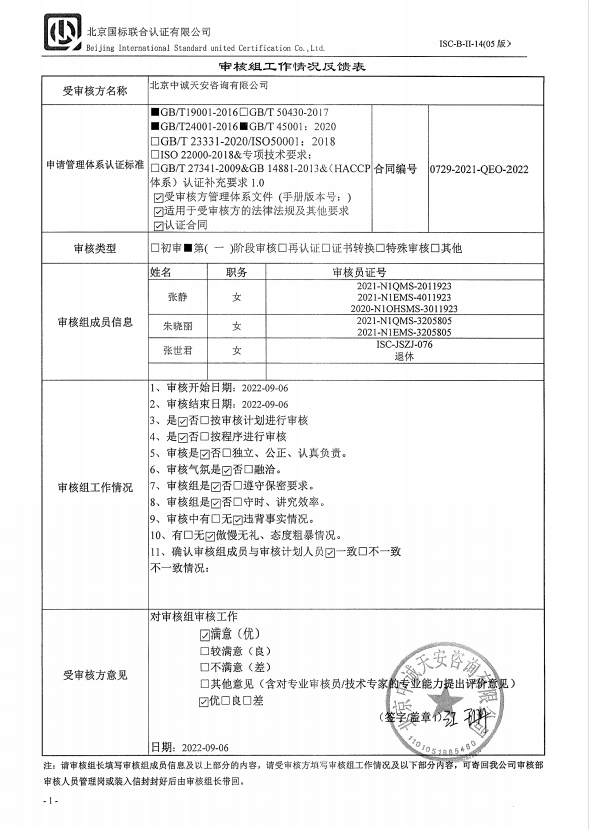 北京国标联合认证有限公司
Beijing International Standard united Certification Co.,Ltd.
ISC-B-II-14(05 版)
审核组工作情况反馈表
受审核方名称
北京中诚天安咨询有限公司
申请管理体系认证标准
■GB/T19001-2016□GB/T 50430-2017
■GB/T24001-2016■GB/T 45001：2020
□GB/T 23331-2020/ISO50001：2018
□ISO 22000-2018&专项技术要求；
□GB/T 27341-2009&GB 14881-2013&（HACCP
体系）认证补充要求 1.0
☑受审核方管理体系文件（手册版本号：)
☑适用于受审核方的法律法规及其他要求
☑认证合同
合同编号
0729-2021-QEO-2022
审核类型
□初审■第( 一 )阶段审核□再认证□证书转换□特殊审核□其他
审核组成员信息
姓名 职务 审核员证号
张静 女
2021-N1QMS-2011923
2021-N1EMS-4011923
2020-N1OHSMS-3011923
朱晓丽 女
2021-N1QMS-3205805
2021-N1EMS-3205805
张世君 女
ISC-JSZJ-076
退休
审核组工作情况
1、审核开始日期：2022-09-06
2、审核结束日期：2022-09-06
3、是☑否□按审核计划进行审核
4、是☑否□按程序进行审核
5、审核是☑否□独立、公正、认真负责。
6、审核气氛是☑否□融洽。
7、审核组是☑否□遵守保密要求。
8、审核组是☑否□守时、讲究效率。
9、审核中有□无☑违背事实情况。
10、有□无☑傲慢无礼、态度粗暴情况。
11、确认审核组成员与审核计划人员☑一致□不一致
不一致情况：
受审核方意见
对审核组审核工作
☑满意（优）
□较满意（良）
□不满意（差）
□其他意见（含对专业审核员/技术专家的专业能力提出评价意见）
☑优□良□差
(签字/盖章)
北京中诚天安咨询有限公司
1101051885480
日期：2022-09-06
注：请审核组长填写审核组成员信息及以上部分的内容，请受审核方填写审核组工作情况及以下部分内容，可寄回我公司审核部
审核人员管理岗或装入信封封好后由审核组长带回。
- 1 -